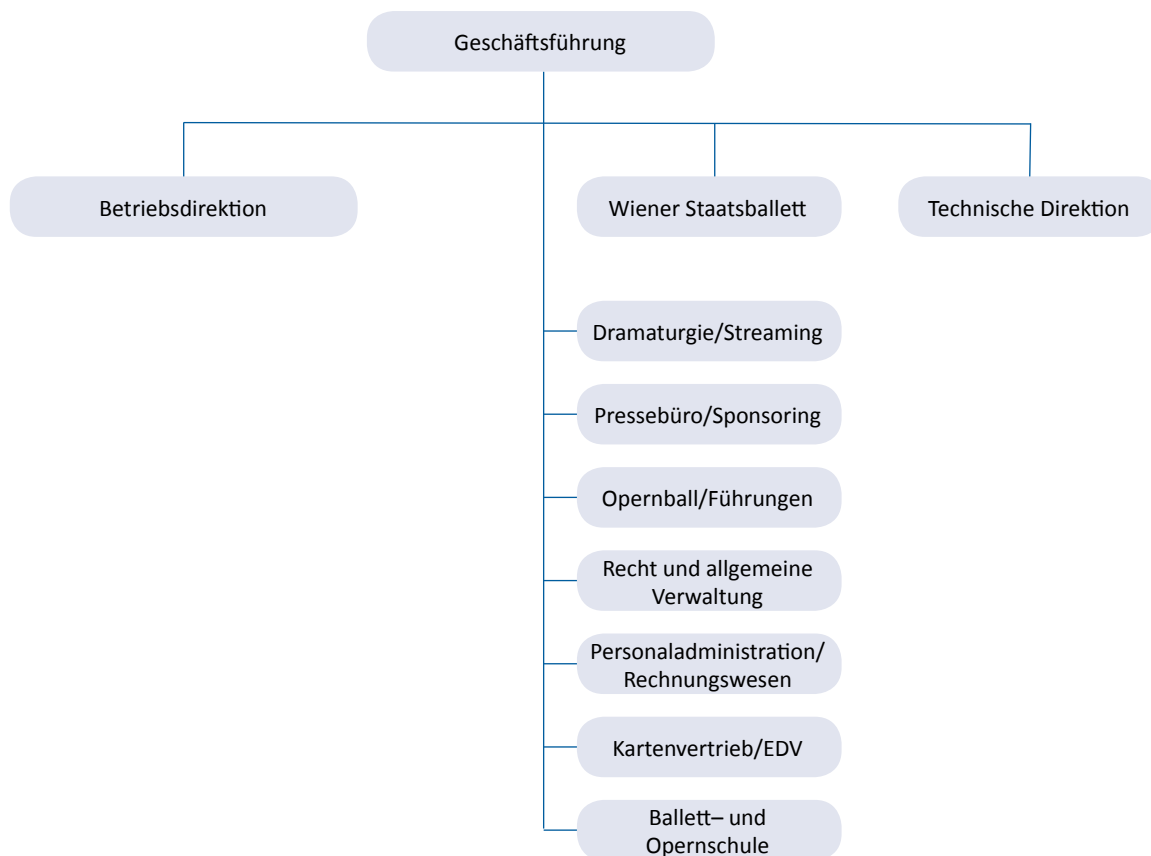 Geschäftsführung
Betriebsdirektion
Wiener Staatsballett
Technische Direktion
Dramaturgie/Streaming
Pressebüro/Sponsoring
Opernball/Führungen
Recht und allgemeine
Verwaltung
Personaladministration/
Rechnungswesen
Kartenvertrieb/EDV
Ballett– und
Opernschule